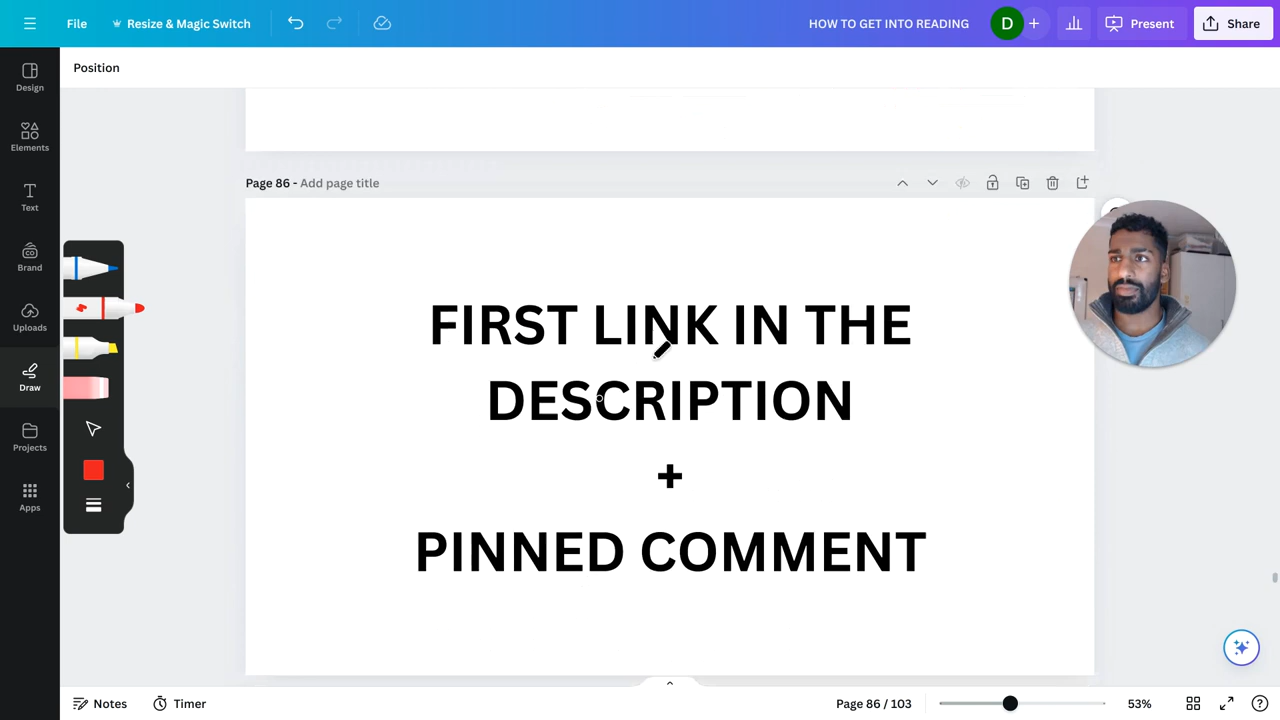 File
Resize & Magic Switch
HOW TO GET INTO READING
D
Present
Share
Position
Design
Elements
Text
Brand
Uploads
Draw
Projects
Apps
Page 86 - Add page title
FIRST LINK IN THE
DESCRIPTION
+
PINNED COMMENT
Notes
Timer
Page 86 / 103
53%